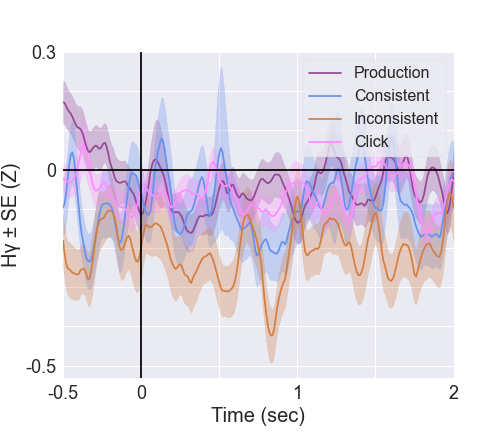 0.3
Production
Consistent
Inconsistent
Click
0
Hγ ± SE (Z)
-0.5
-0.5 0 1 2
Time (sec)